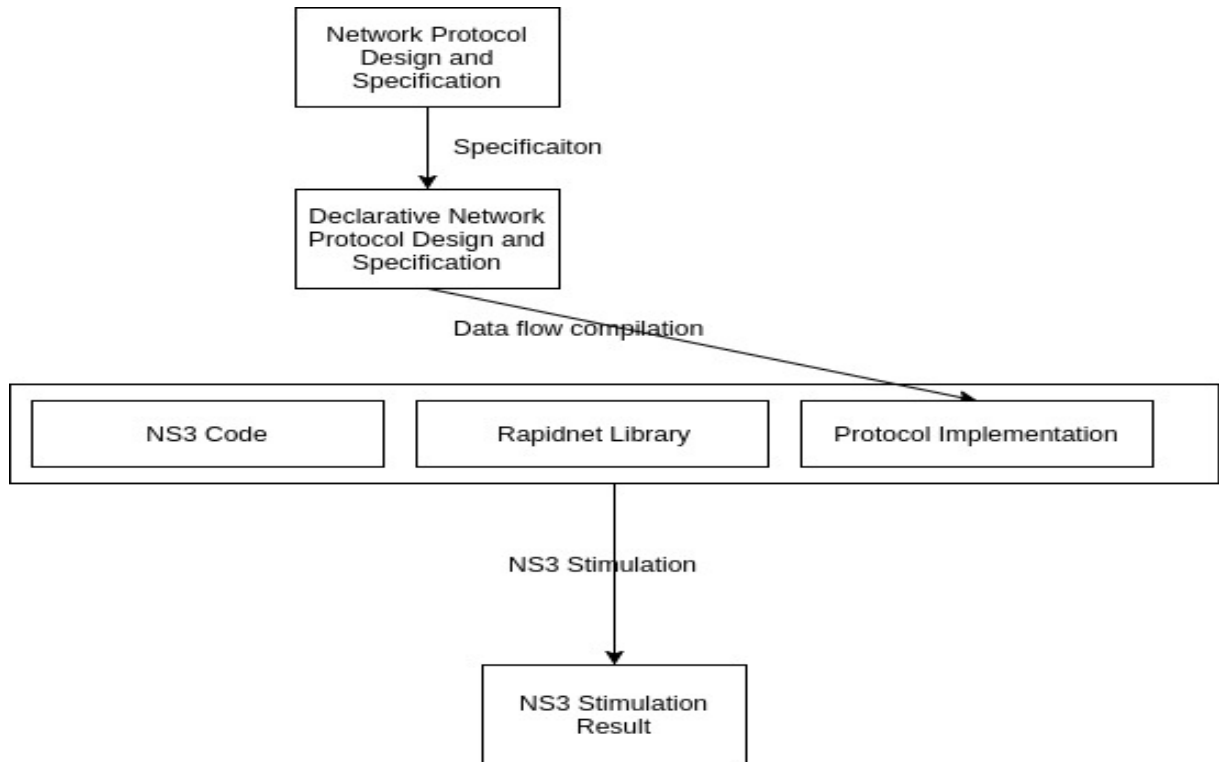 Network Protocol
Design and
Specification
Specificaiton
Declarative Network
Protocol Design and
Specification
Data flow compilation
NS3 Code
Rapidnet Library
Protocol Implementation
NS3 Stimulation
NS3 Stimulation
Result